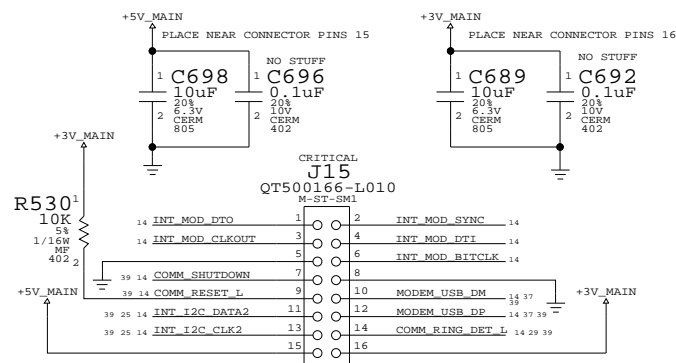 +5V_MAIN
PLACE NEAR CONNECTOR PINS 15
NO STUFF
1 C698
10uF
20%
6.3V
2 CERM
805
1 C696
0.1uF
20%
10V
2 CERM
402
+3V_MAIN
PLACE NEAR CONNECTOR PINS 16
NO STUFF
1 C689
10uF
20%
6.3V
2 CERM
805
1 C692
0.1uF
20%
10V
2 CERM
402
+3V_MAIN
R530 1
10K
5%
1/16W
MF
402 2
CRITICAL
J15
QT500166-L010
M-ST-SM1
14 INT_MOD_DTO 1 2 INT_MOD_SYNC 14
14 INT_MOD_CLKOUT 3 4 INT_MOD_DTI 14
5 6 INT_MOD_BITCLK 14
39 14 COMM_SHUTDOWN 7 8
39 14 COMM_RESET_L 9 10 MODEM_USB_DM 14 37 39
39 25 14 INT_I2C_DATA2 11 12 MODEM_USB_DP 14 37 39
39 25 14 INT_I2C_CLK2 13 14 COMM_RING_DET_L 14 29 39
15 16
+5V_MAIN
+3V_MAIN